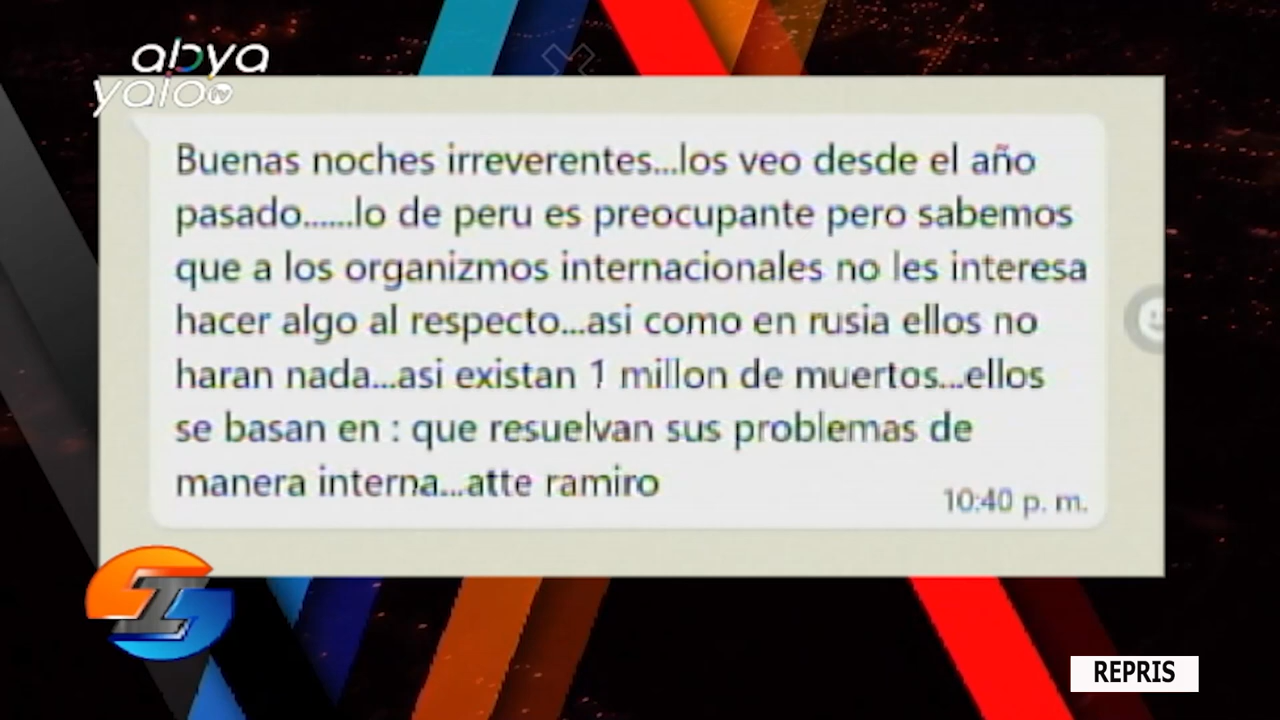 abya
yala tv
Buenas noches irreverentes...los veo desde el año
pasado......lo de peru es preocupante pero sabemos
que a los organizmos internacionales no les interesa
hacer algo al respecto...asi como en rusia ellos no
haran nada...asi existan 1 millon de muertos...ellos
se basan en : que resuelvan sus problemas de
manera interna...atte ramiro
10:40 p. m.
REPRIS